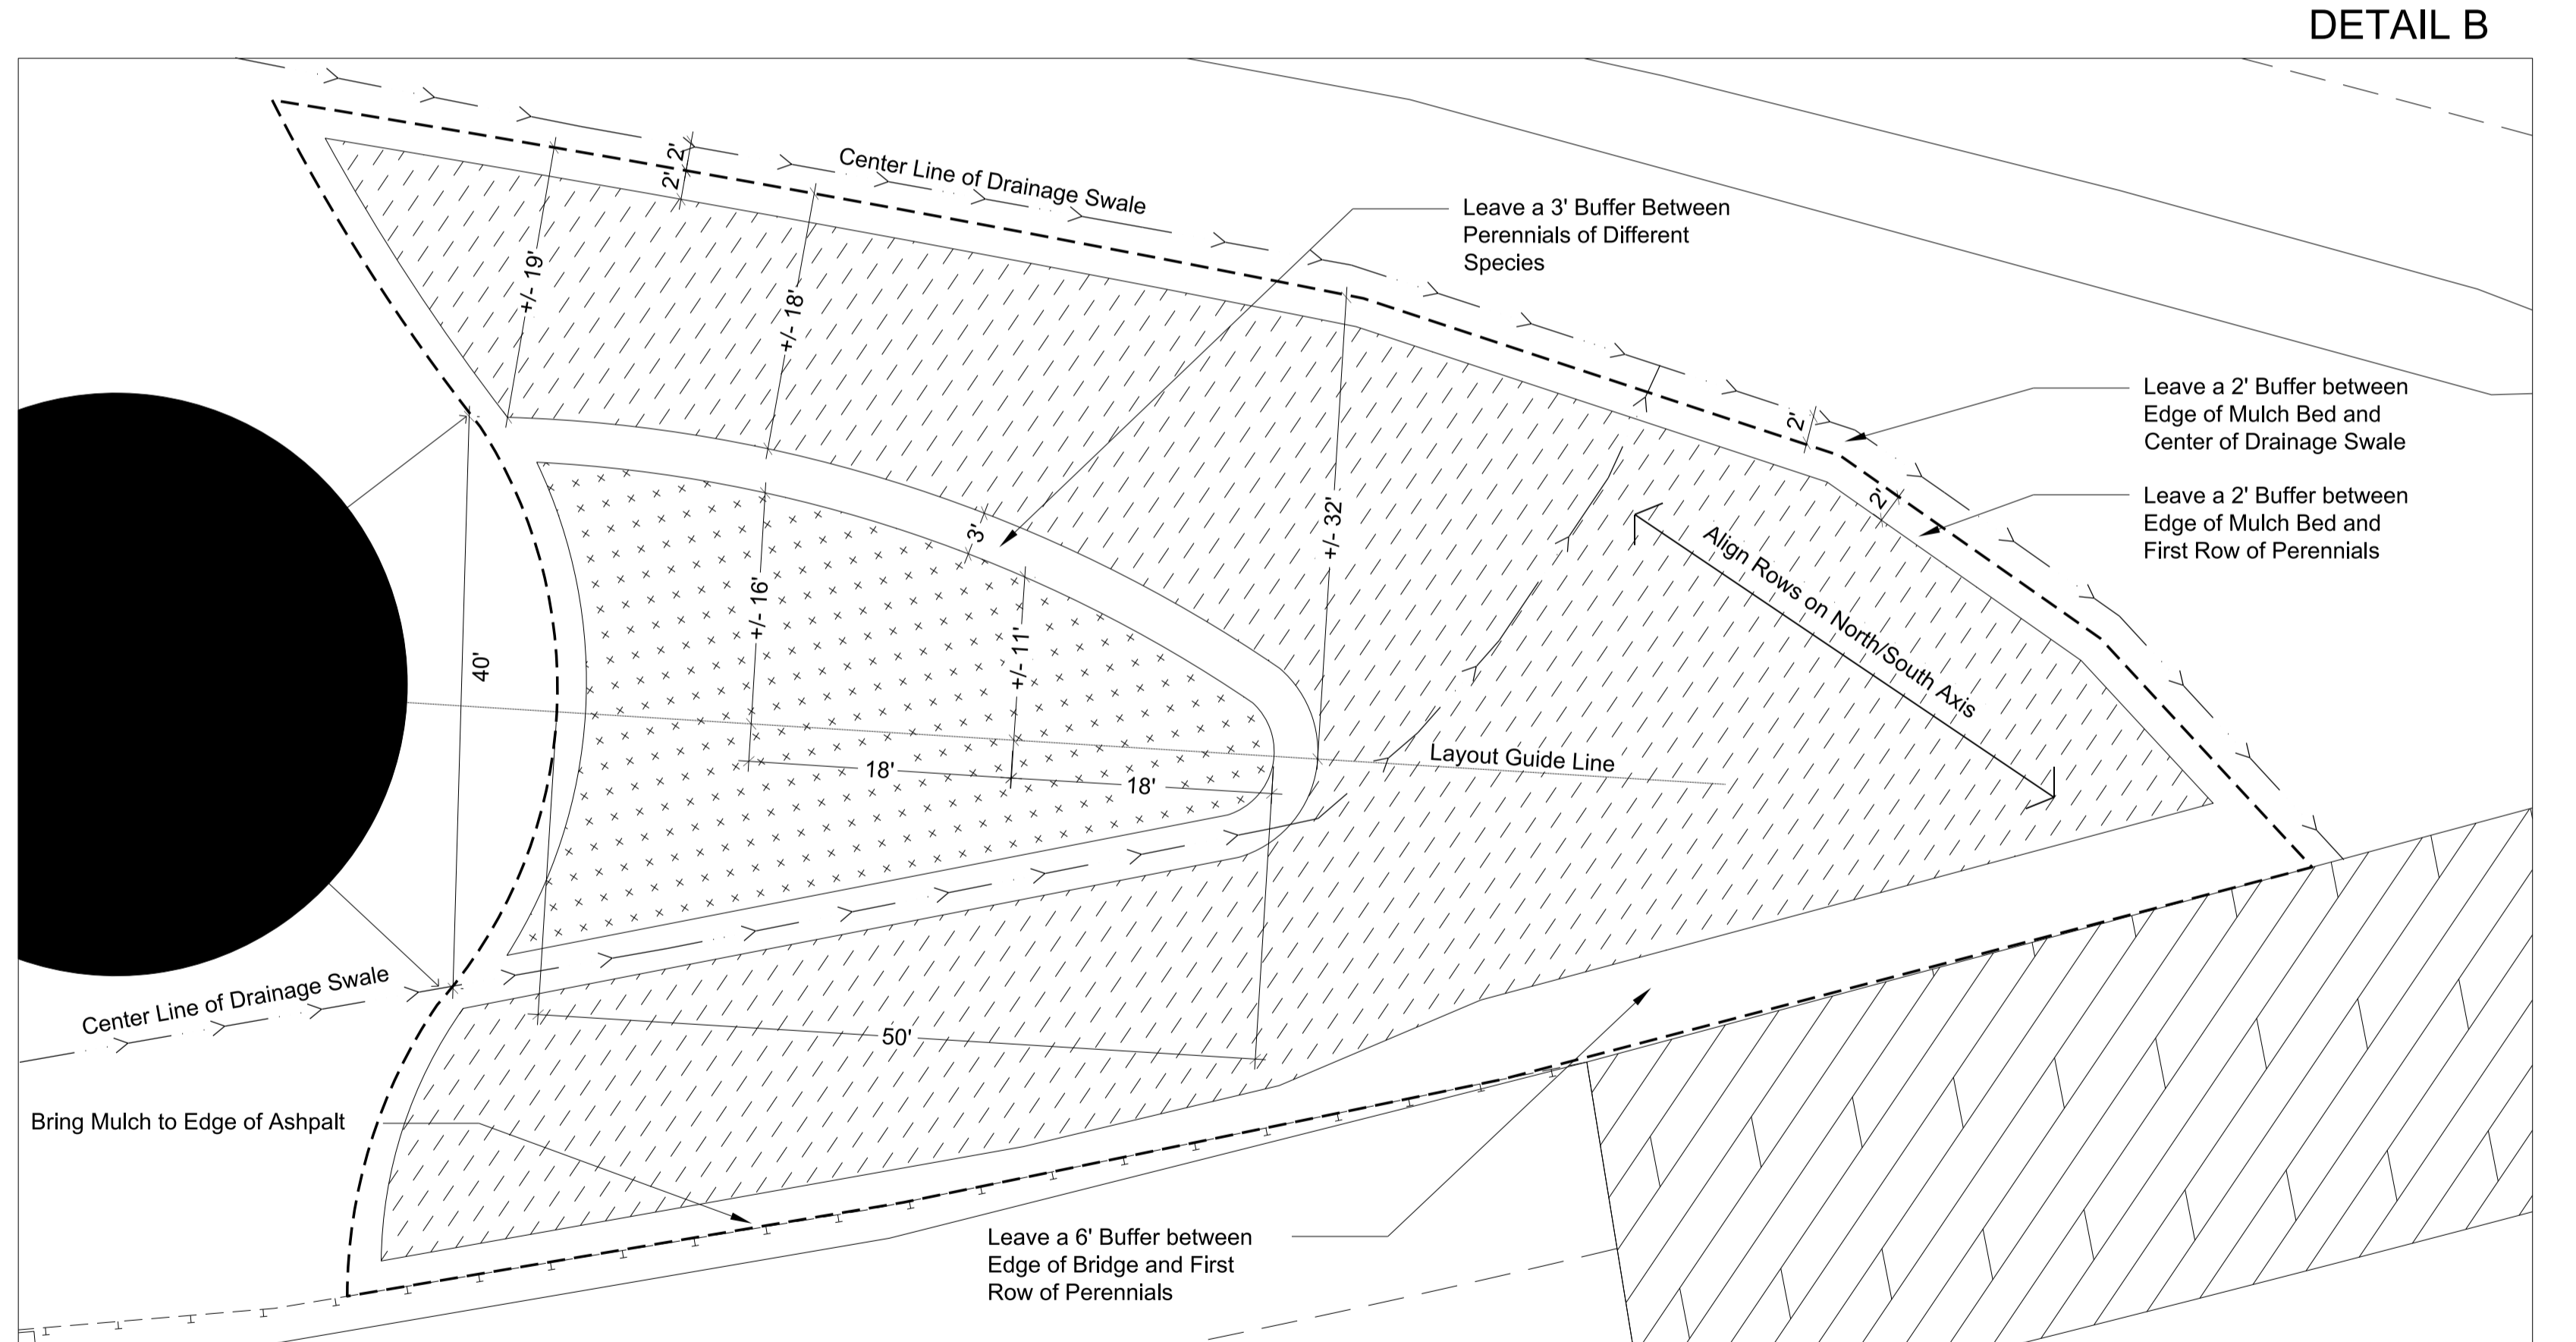 DETAIL B
2'
2'
Center Line of Drainage Swale
Leave a 3' Buffer Between
Perennials of Different
Species
+/- 19'
+/- 18'
Leave a 2' Buffer between
Edge of Mulch Bed and
Center of Drainage Swale
2'
Leave a 2' Buffer between
Edge of Mulch Bed and
First Row of Perennials
2'
+/- 32'
3'
Align Rows on North/South Axis
+/- 16'
+/- 11'
40'
Layout Guide Line
18'
18'
Center Line of Drainage Swale
50'
Bring Mulch to Edge of Ashpalt
Leave a 6' Buffer between
Edge of Bridge and First
Row of Perennials